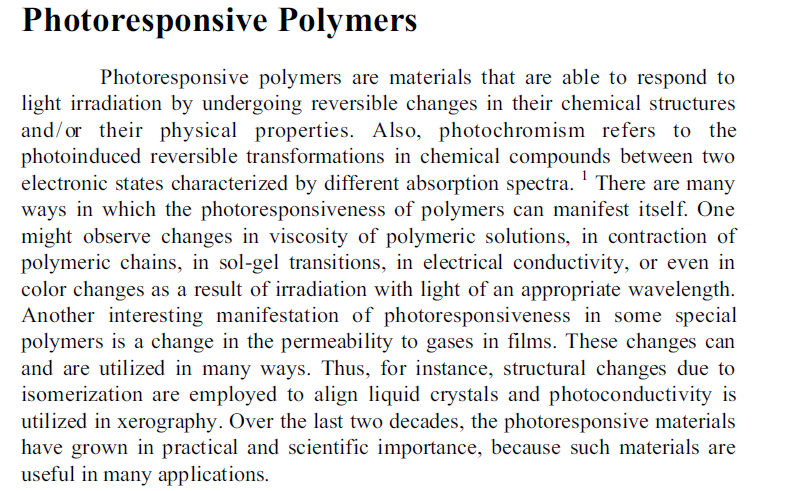 Photoresponsive Polymers
Photoresponsive polymers are materials that are able to respond to
light irradiation by undergoing reversible changes in their chemical structures
and/or their physical properties. Also, photochromism refers to the
photoinduced reversible transformations in chemical compounds between two
electronic states characterized by different absorption spectra. 1 There are many
ways in which the photoresponsiveness of polymers can manifest itself. One
might observe changes in viscosity of polymeric solutions, in contraction of
polymeric chains, in sol-gel transitions, in electrical conductivity, or even in
color changes as a result of irradiation with light of an appropriate wavelength.
Another interesting manifestation of photoresponsiveness in some special
polymers is a change in the permeability to gases in films. These changes can
and are utilized in many ways. Thus, for instance, structural changes due to
isomerization are employed to align liquid crystals and photoconductivity is
utilized in xerography. Over the last two decades, the photoresponsive materials
have grown in practical and scientific importance, because such materials are
useful in many applications.